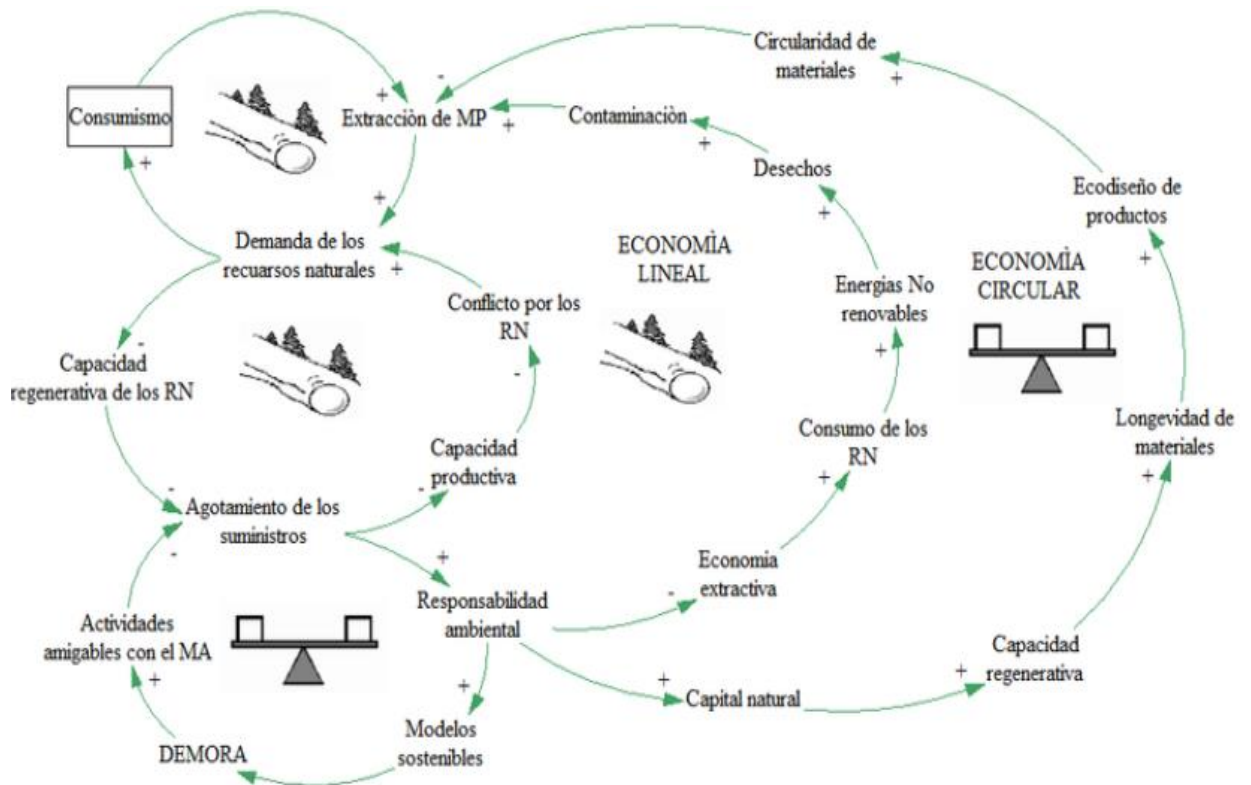 Circularidad de
materiales
Consumismo
Extracciòn de MP
Contaminaciòn
Desechos
Ecodiseño de
productos
Demanda de los
recuarsos naturales
ECONOMÌA
LINEAL
ECONOMÌA
CIRCULAR
Energias No
renovables
Conflicto por los
RN
Capacidad
regenerativa de los RN
Longevidad de
materiales
Consumo de los
RN
Capacidad
productiva
Agotamiento de los
suministros
Economia
extractiva
Responsabilidad
ambiental
Actividades
amigables con el MA
Capacidad
regenerativa
Capital natural
Modelos
sostenibles
DEMORA